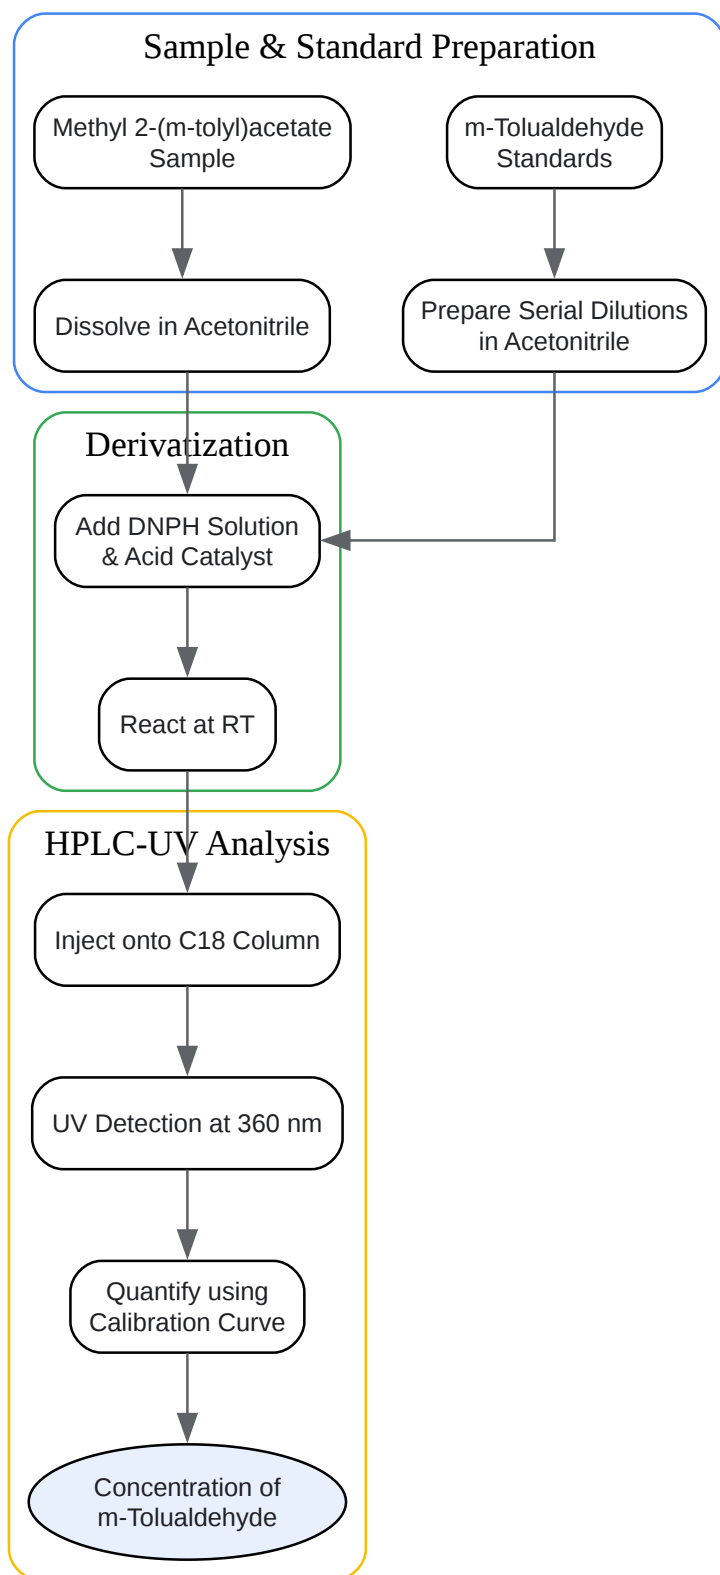 Sample & Standard Preparation
Methyl 2-(m-tolyl)acetate
Sample
m-Tolualdehyde
Standards
Dissolve in Acetonitrile
Prepare Serial Dilutions
in Acetonitrile
Derivatization
Add DNPH Solution
& Acid Catalyst
React at RT
HPLC-UV Analysis
Inject onto C18 Column
UV Detection at 360 nm
Quantify using
Calibration Curve
Concentration of
m-Tolualdehyde